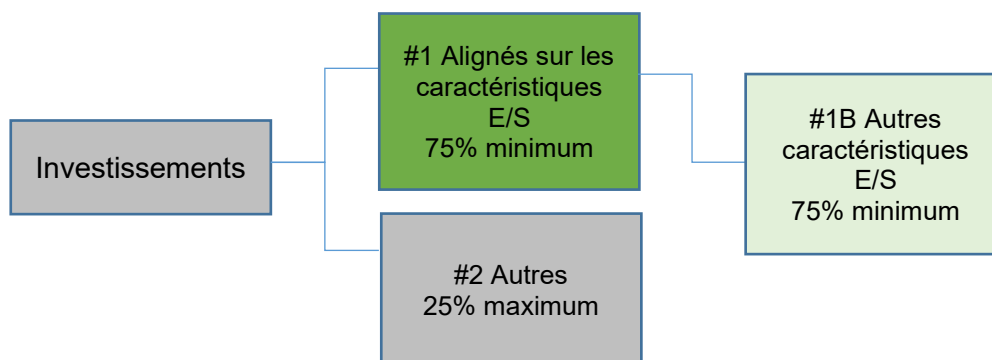 Investissements
#1 Alignés sur les
caractéristiques
E/S
75% minimum
#2 Autres
25% maximum
#1B Autres
caractéristiques
E/S
75% minimum